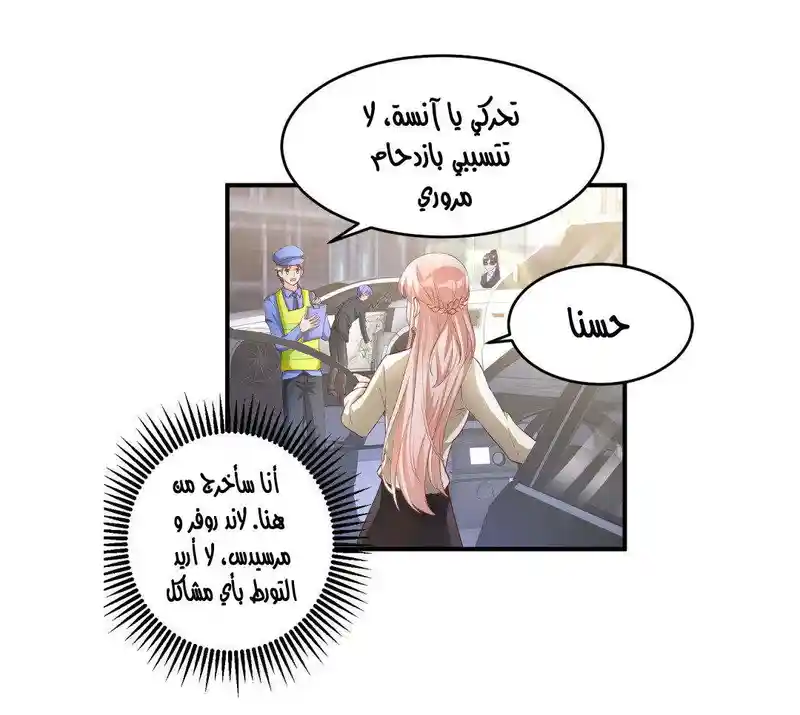 تحركي يا آنسة، لا
تتسببي بازدحام
مروري
حسنا
أنا سأخرج من
هنا. لاند روفر و
مرسيدس، لا أريد
التورط بأي مشاكل